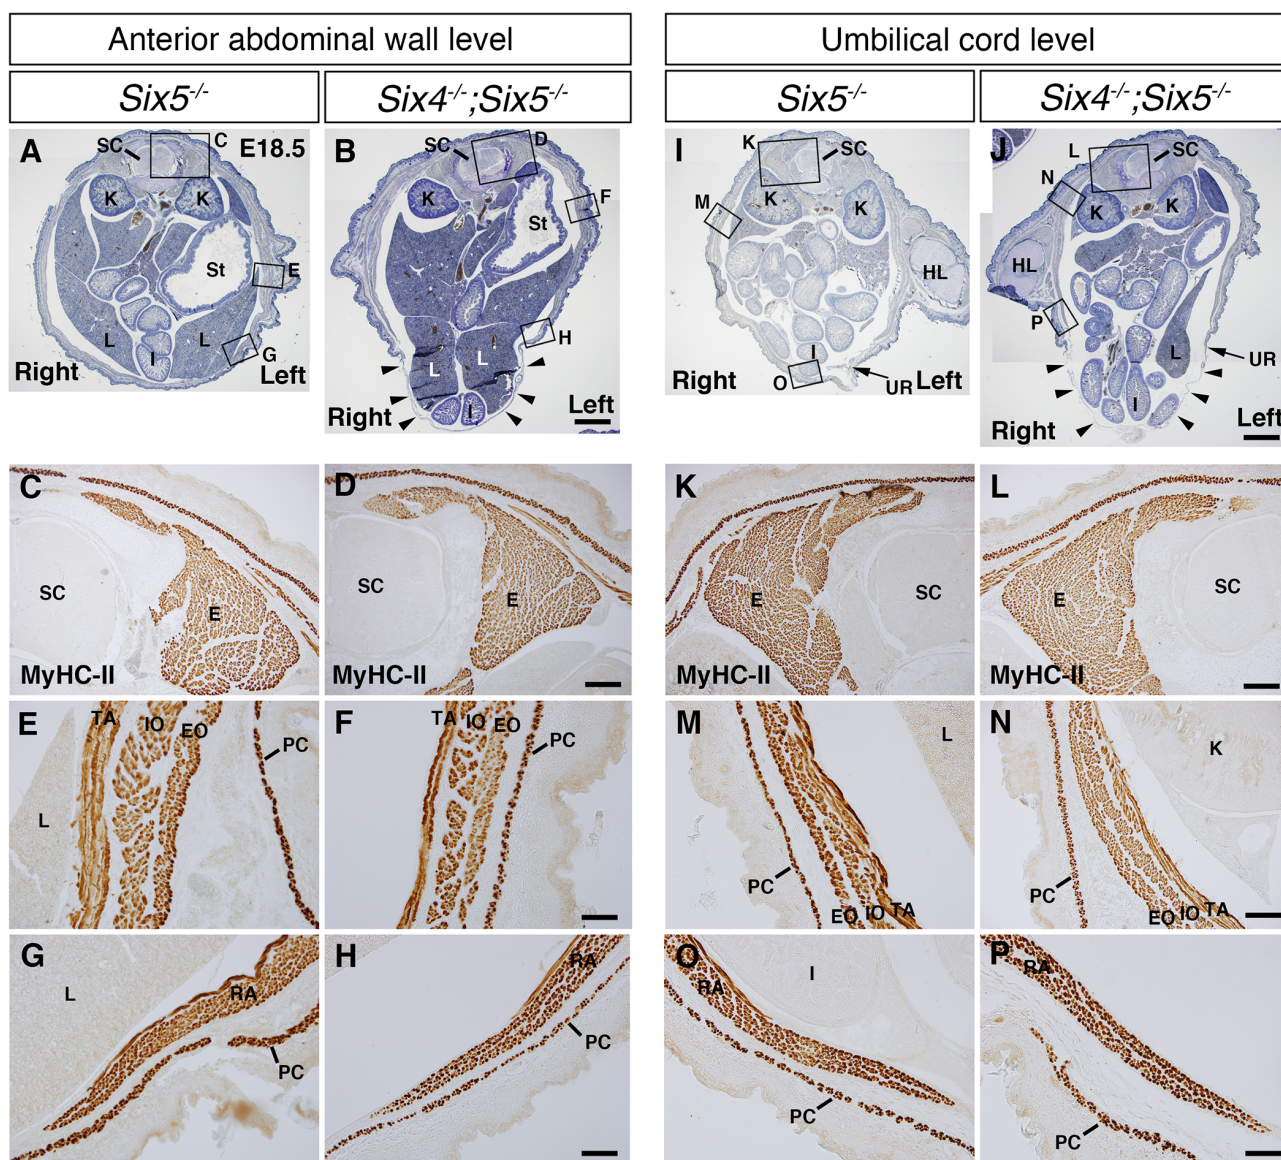 Anterior abdominal wall level
Umbilical cord level
Six5-/-
Six4-/-;Six5-/-
Six5-/-
Six4-/-;Six5-/-
A SC C E18.5
K K
St
E
L L
I
G
Right Left
B SC D
K F
St
H
L L
I
Right Left
I K SC
M K K
HL
I
O UR
Right Left
J L SC
N K K
HL
P
L UR
I
Right Left
C
SC E
MyHC-II
D
SC E
MyHC-II
K
E SC
MyHC-II
L
E SC
MyHC-II
E TA IO EO
PC
L
F TA IO EO
PC
M
L
PC
EO IO TA
N
K
PC
EO IO TA
G
L RA
PC
H RA
PC
O
RA I
PC
P
RA
PC